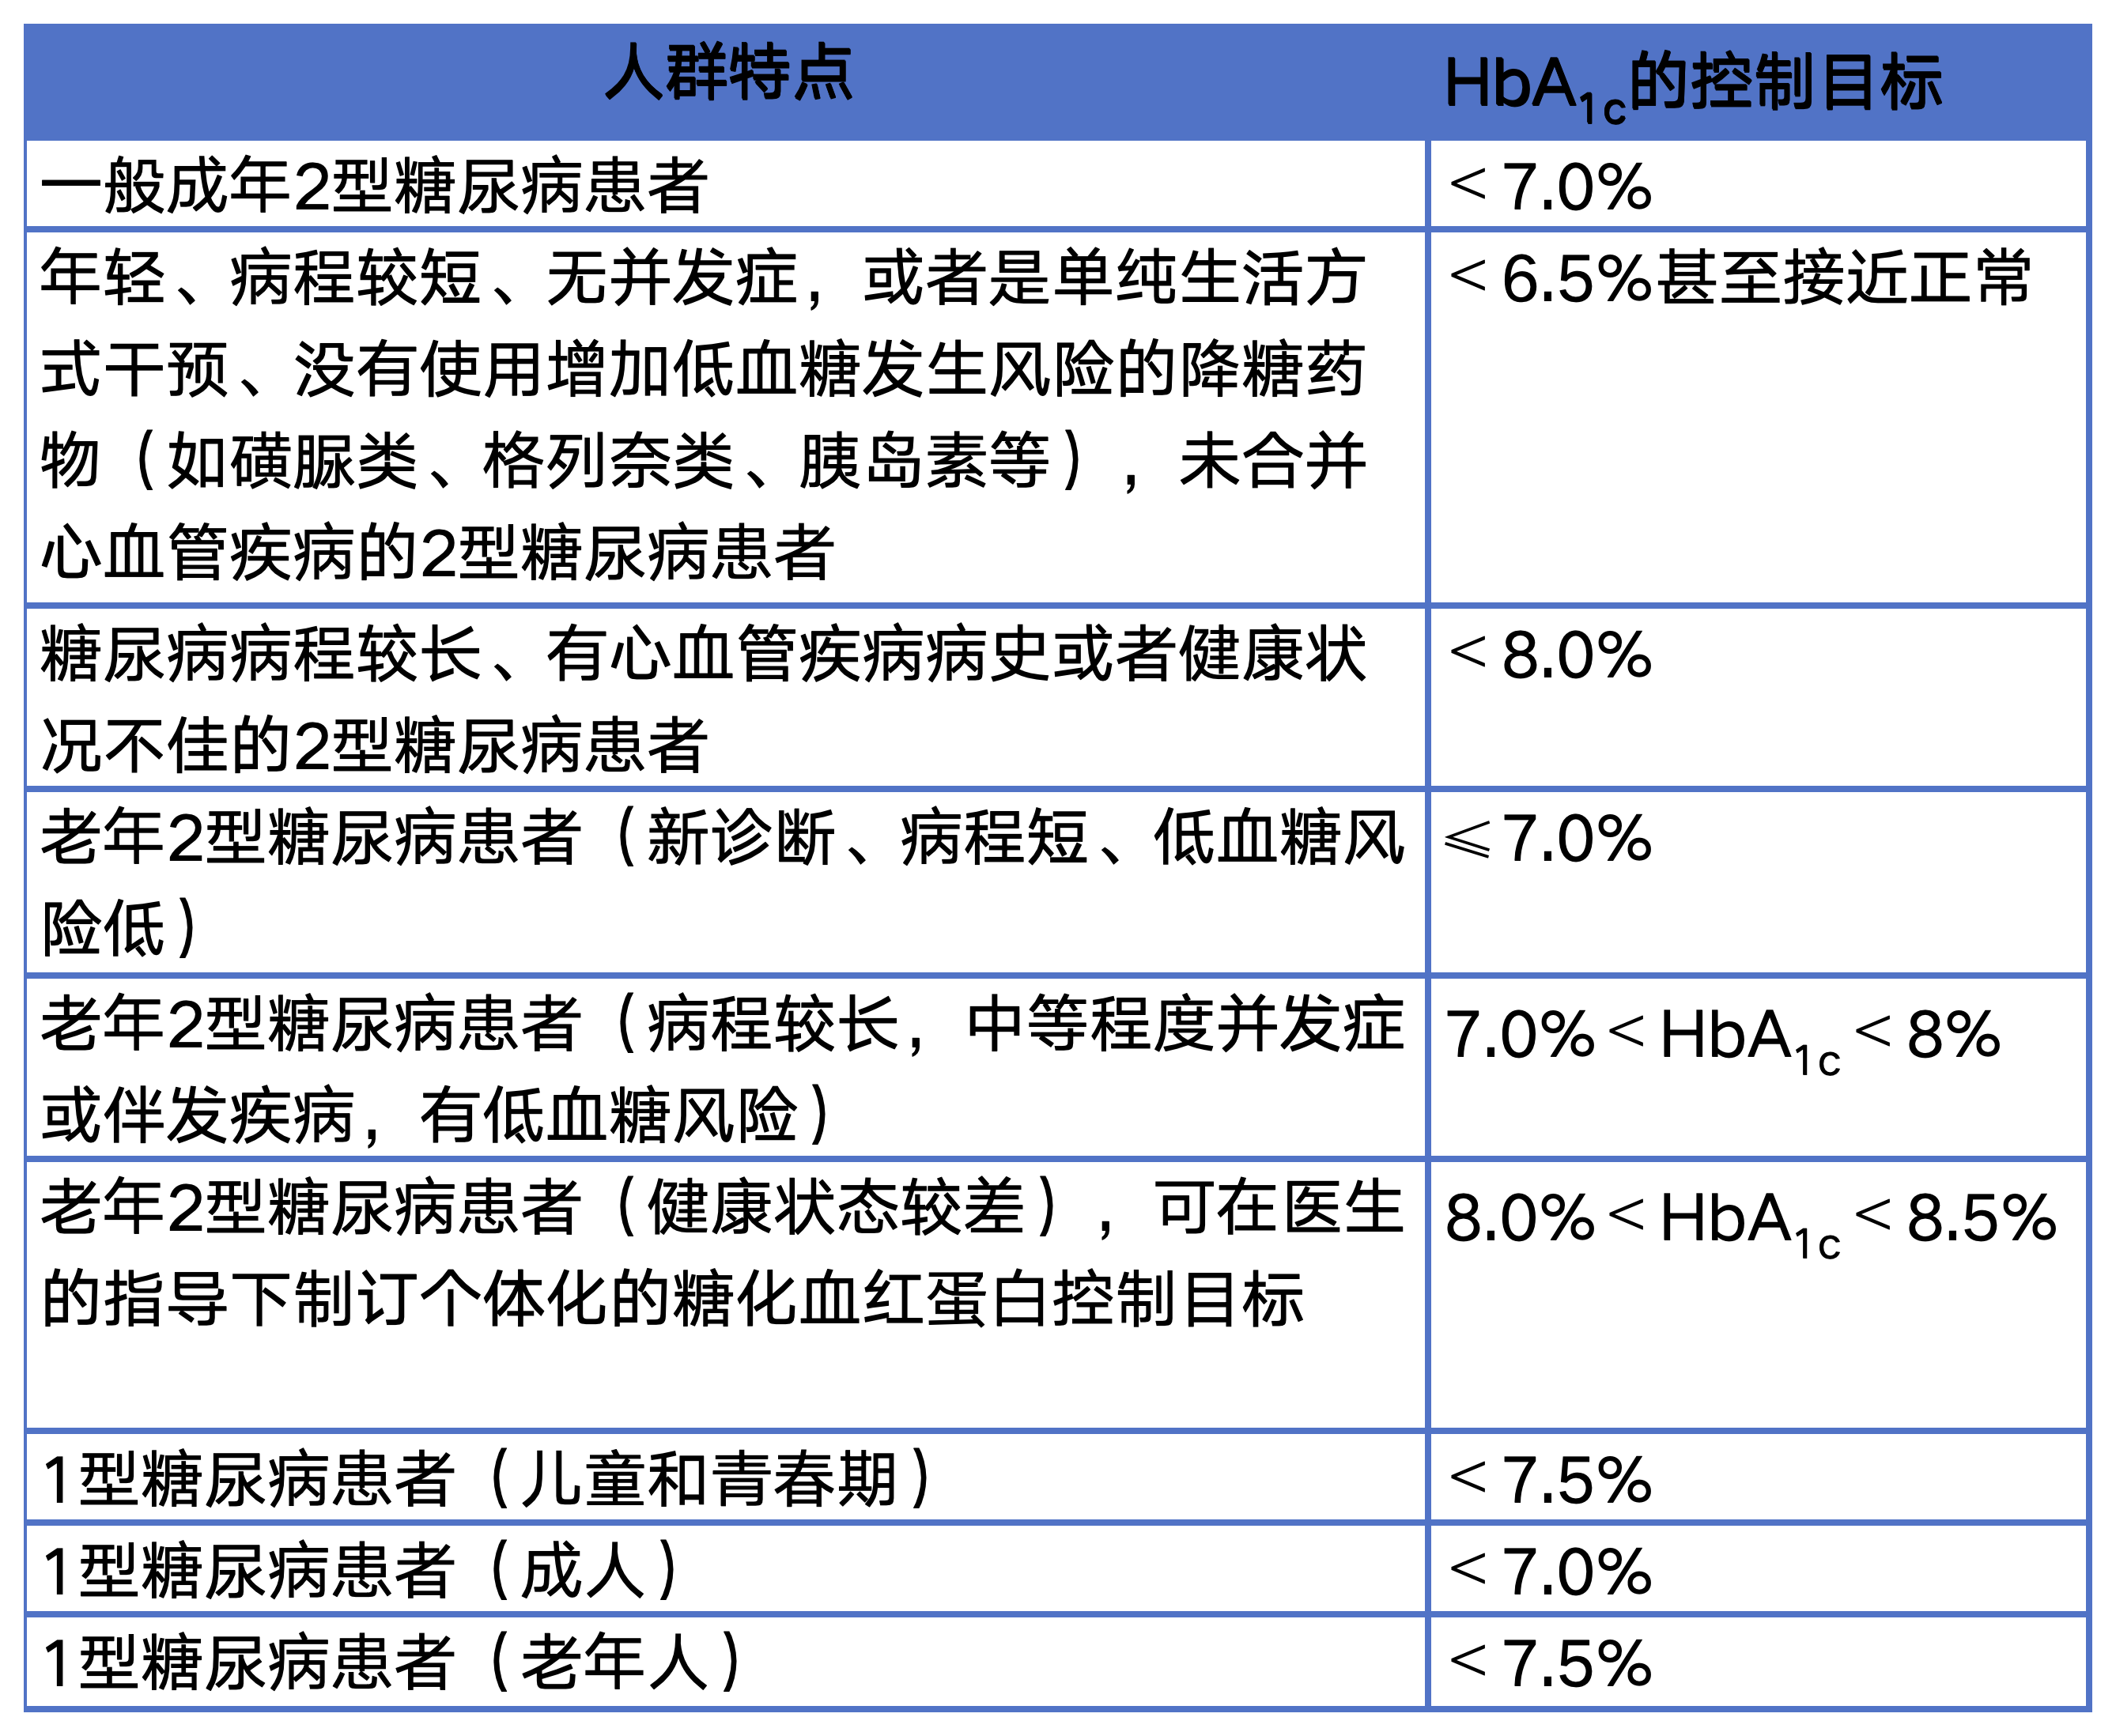 人群特点
HbA1c的控制目标
一般成年2型糖尿病患者
<7.0%
年轻、病程较短、无并发症，或者是单纯生活方
式干预、没有使用增加低血糖发生风险的降糖药
物（如磺脲类、格列奈类、胰岛素等），未合并
心血管疾病的2型糖尿病患者
<6.5%甚至接近正常
糖尿病病程较长、有心血管疾病病史或者健康状
况不佳的2型糖尿病患者
<8.0%
老年2型糖尿病患者（新诊断、病程短、低血糖风
险低）
⩽7.0%
老年2型糖尿病患者（病程较长，中等程度并发症
或伴发疾病，有低血糖风险）
7.0%<HbA1c<8%
老年2型糖尿病患者（健康状态较差），可在医生
的指导下制订个体化的糖化血红蛋白控制目标
8.0%<HbA1c<8.5%
1型糖尿病患者（儿童和青春期）
<7.5%
1型糖尿病患者（成人）
<7.0%
1型糖尿病患者（老年人）
<7.5%